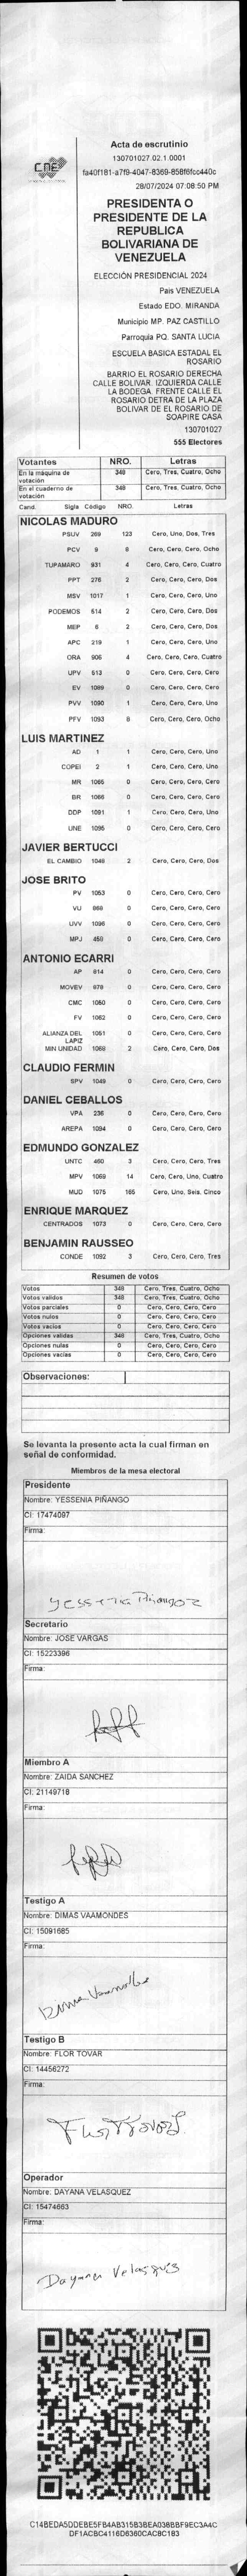 CNE
Acta de escrutinio
130701027.02.1.0001
fa40f181-a7f9-4047-8369-858f6fcc440c
28/07/2024 07:08:50 PM
PRESIDENTA O
PRESIDENTE DE LA
REPUBLICA
BOLIVARIANA DE
VENEZUELA
ELECCIÓN PRESIDENCIAL 2024
Pais VENEZUELA
Estado EDO. MIRANDA
Municipio MP. PAZ CASTILLO
Parroquia PQ. SANTA LUCIA
ESCUELA BASICA ESTADAL EL
ROSARIO
BARRIO EL ROSARIO DERECHA
CALLE BOLIVAR. IZQUIERDA CALLE
LA BODEGA. FRENTE CALLE EL
ROSARIO DETRA DE LA PLAZA
BOLIVAR DE EL ROSARIO DE
SOAPIRE CASA
130701027
555 Electores
Votantes NRO. Letras
En la máquina de votación 348 Cero, Tres, Cuatro, Ocho
En el cuaderno de votación 348 Cero, Tres, Cuatro, Ocho
Cand. Sigla Código NRO. Letras
NICOLAS MADURO
PSUV 269 123 Cero, Uno, Dos, Tres
PCV 9 8 Cero, Cero, Cero, Ocho
TUPAMARO 931 4 Cero, Cero, Cero, Cuatro
PPT 276 2 Cero, Cero, Cero, Dos
MSV 1017 1 Cero, Cero, Cero, Uno
PODEMOS 514 2 Cero, Cero, Cero, Dos
MEP 6 2 Cero, Cero, Cero, Dos
APC 219 1 Cero, Cero, Cero, Uno
ORA 906 4 Cero, Cero, Cero, Cuatro
UPV 513 0 Cero, Cero, Cero, Cero
EV 1089 0 Cero, Cero, Cero, Cero
PVV 1090 1 Cero, Cero, Cero, Uno
PFV 1093 8 Cero, Cero, Cero, Ocho
LUIS MARTINEZ
AD 1 1 Cero, Cero, Cero, Uno
COPEI 2 1 Cero, Cero, Cero, Uno
MR 1065 0 Cero, Cero, Cero, Cero
BR 1066 0 Cero, Cero, Cero, Cero
DDP 1091 1 Cero, Cero, Cero, Uno
UNE 1095 0 Cero, Cero, Cero, Cero
JAVIER BERTUCCI
EL CAMBIO 1048 2 Cero, Cero, Cero, Dos
JOSE BRITO
PV 1053 0 Cero, Cero, Cero, Cero
VU 868 0 Cero, Cero, Cero, Cero
UVV 1096 0 Cero, Cero, Cero, Cero
MPJ 458 0 Cero, Cero, Cero, Cero
ANTONIO ECARRI
AP 814 0 Cero, Cero, Cero, Cero
MOVEV 879 0 Cero, Cero, Cero, Cero
CMC 1050 0 Cero, Cero, Cero, Cero
FV 1062 0 Cero, Cero, Cero, Cero
ALIANZA DEL LAPIZ 1051 0 Cero, Cero, Cero, Cero
MIN UNIDAD 1068 2 Cero, Cero, Cero, Dos
CLAUDIO FERMIN
SPV 1049 0 Cero, Cero, Cero, Cero
DANIEL CEBALLOS
VPA 236 0 Cero, Cero, Cero, Cero
AREPA 1094 0 Cero, Cero, Cero, Cero
EDMUNDO GONZALEZ
UNTC 460 3 Cero, Cero, Cero, Tres
MPV 1069 14 Cero, Cero, Uno, Cuatro
MUD 1075 165 Cero, Uno, Seis, Cinco
ENRIQUE MARQUEZ
CENTRADOS 1073 0 Cero, Cero, Cero, Cero
BENJAMIN RAUSSEO
CONDE 1092 3 Cero, Cero, Cero, Tres
Resumen de votos
Votos 348 Cero, Tres, Cuatro, Ocho
Votos validos 348 Cero, Tres, Cuatro, Ocho
Votos parciales 0 Cero, Cero, Cero, Cero
Votos nulos 0 Cero, Cero, Cero, Cero
Votos vacios 0 Cero, Cero, Cero, Cero
Opciones validas 348 Cero, Tres, Cuatro, Ocho
Opciones nulas 0 Cero, Cero, Cero, Cero
Opciones vacias 0 Cero, Cero, Cero, Cero
Observaciones:
Se levanta la presente acta la cual firman en
señal de conformidad.
Miembros de la mesa electoral
Presidente
Nombre: YESSENIA PIÑANGO
CI: 17474097
Firma:
Yessenia Piñango
Secretario
Nombre: JOSE VARGAS
CI: 15223396
Firma:
Miembro A
Nombre: ZAIDA SANCHEZ
CI: 21149718
Firma:
Testigo A
Nombre: DIMAS VAAMONDES
CI: 15091685
Firma:
Testigo B
Nombre: FLOR TOVAR
CI: 14456272
Firma:
Operador
Nombre: DAYANA VELASQUEZ
CI: 15474663
Firma:
Dayana Velasquez
C14BEDA5DDEBE5FB4AB315B3BEA038BBF9EC3A4C
DF1ACBC4116D6360CAC8C183